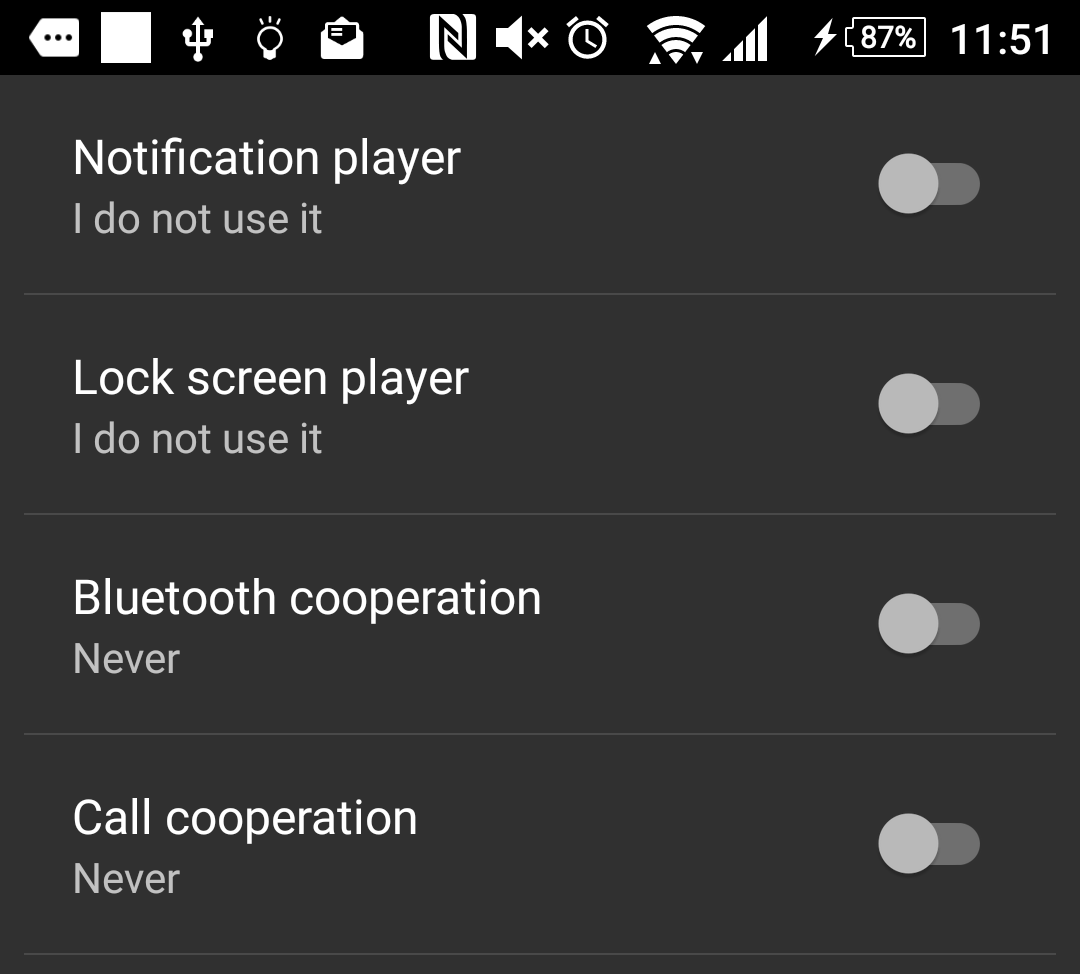 87% 11:51
Notification player
I do not use it
Lock screen player
I do not use it
Bluetooth cooperation
Never
Call cooperation
Never